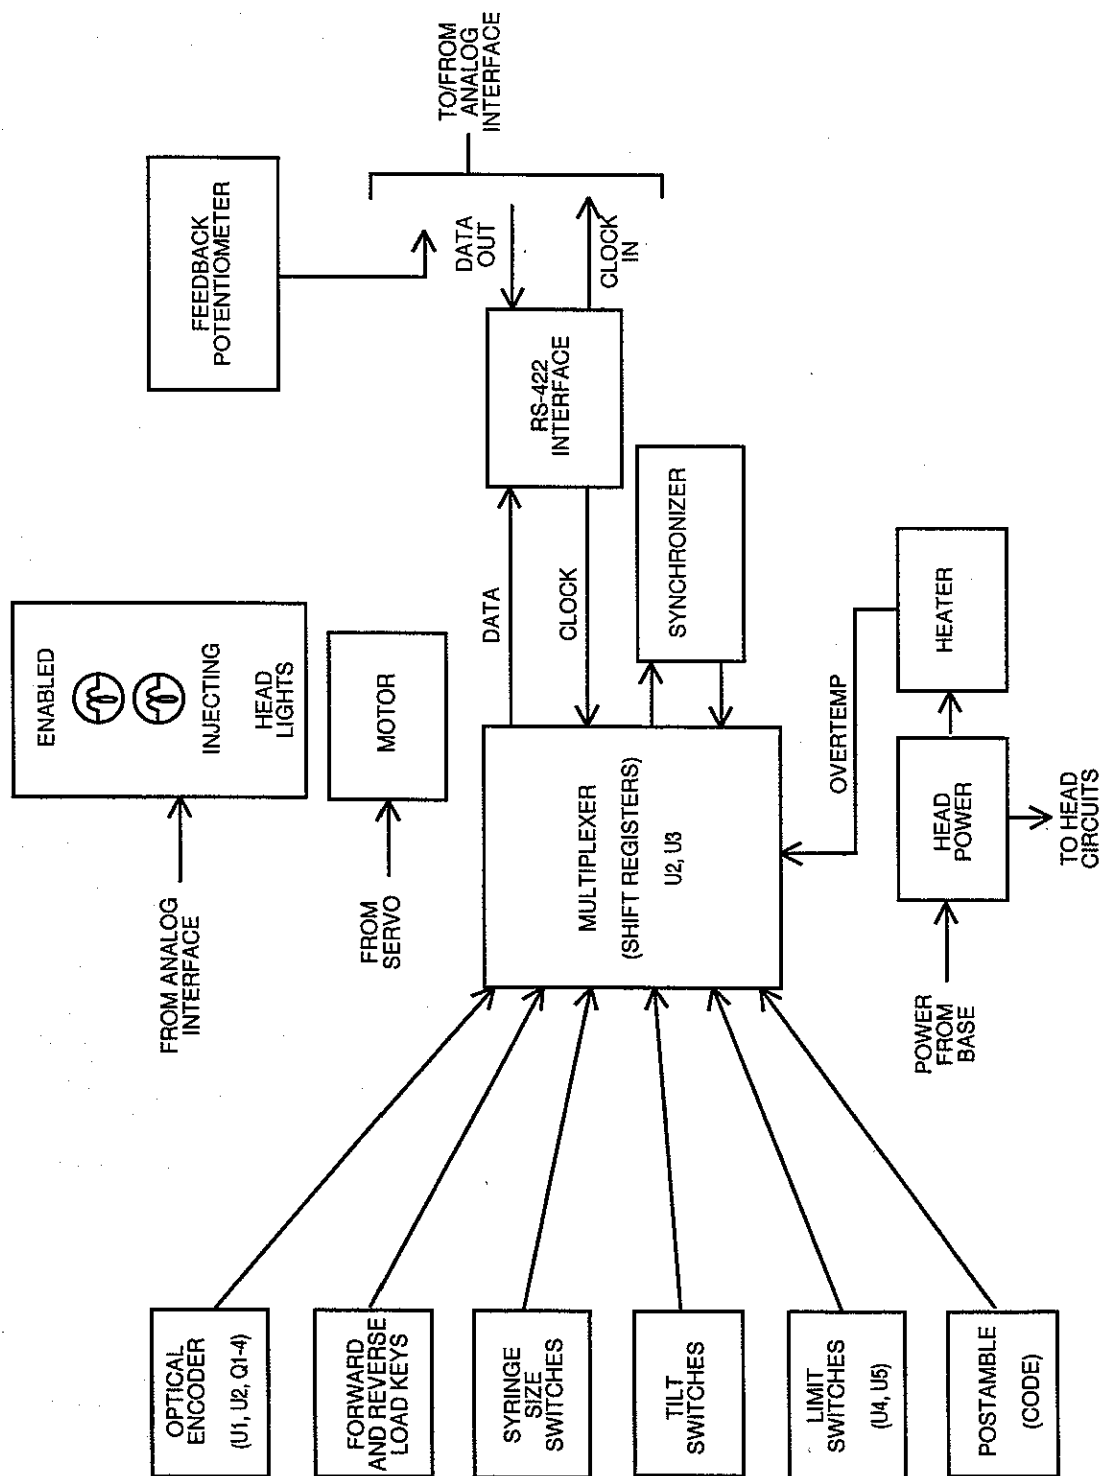 OPTICAL
ENCODER
(U1, U2, Q1-4)
FORWARD
AND REVERSE
LOAD KEYS
SYRINGE
SIZE
SWITCHES
TILT
SWITCHES
LIMIT
SWITCHES
(U4, U5)
POSTAMBLE
(CODE)
FROM ANALOG
INTERFACE
ENABLED
INJECTING
HEAD
LIGHTS
FROM
SERVO
MOTOR
MULTIPLEXER
(SHIFT REGISTERS)
U2, U3
DATA
CLOCK
SYNCHRONIZER
RS-422
INTERFACE
DATA
OUT
CLOCK
IN
FEEDBACK
POTENTIOMETER
TO/FROM
ANALOG
INTERFACE
POWER
FROM
BASE
HEAD
POWER
HEATER
OVERTEMP
TO HEAD
CIRCUITS